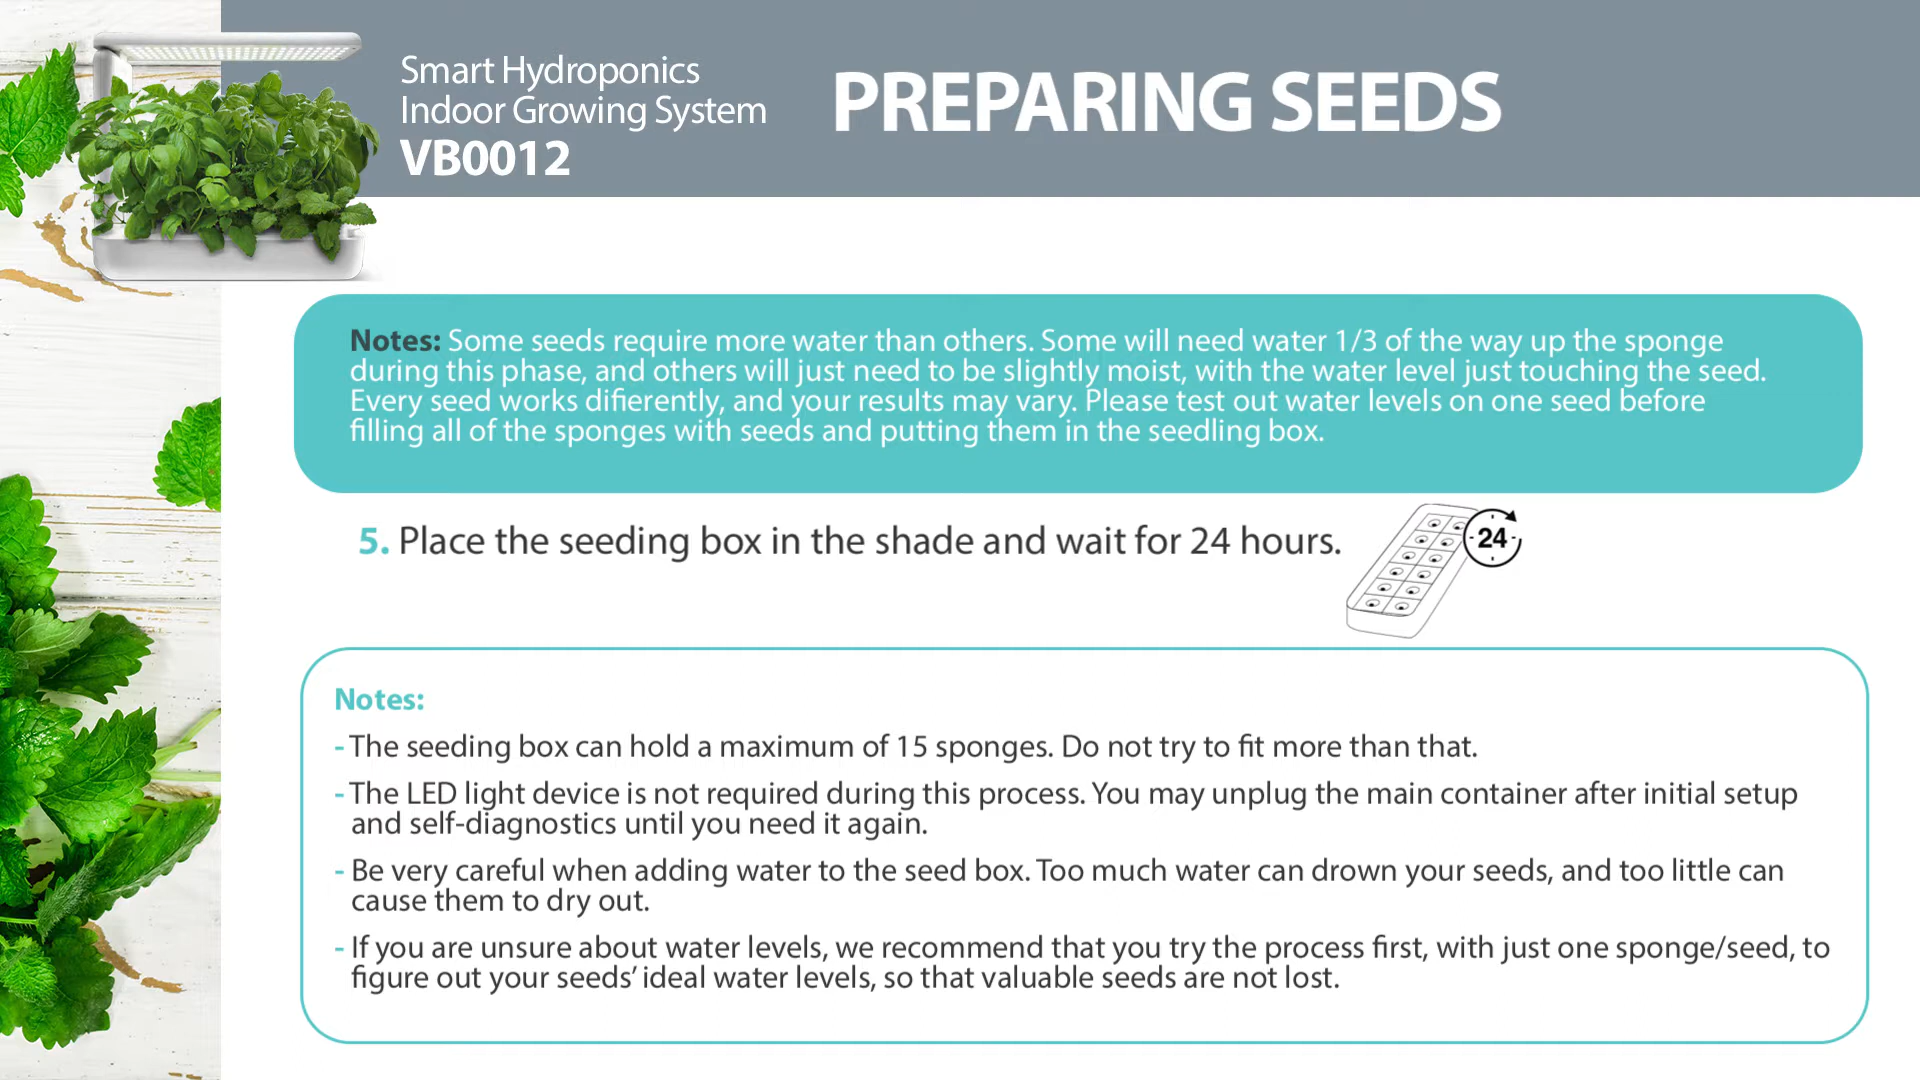 Smart Hydroponics
Indoor Growing System
VB0012
PREPARING SEEDS
Notes: Some seeds require more water than others. Some will need water 1/3 of the way up the sponge
during this phase, and others will just need to be slightly moist, with the water level just touching the seed.
Every seed works differently, and your results may vary. Please test out water levels on one seed before
filling all of the sponges with seeds and putting them in the seedling box.
5. Place the seeding box in the shade and wait for 24 hours.
24
Notes:
- The seeding box can hold a maximum of 15 sponges. Do not try to fit more than that.
- The LED light device is not required during this process. You may unplug the main container after initial setup
and self-diagnostics until you need it again.
- Be very careful when adding water to the seed box. Too much water can drown your seeds, and too little can
cause them to dry out.
- If you are unsure about water levels, we recommend that you try the process first, with just one sponge/seed, to
figure out your seeds’ ideal water levels, so that valuable seeds are not lost.